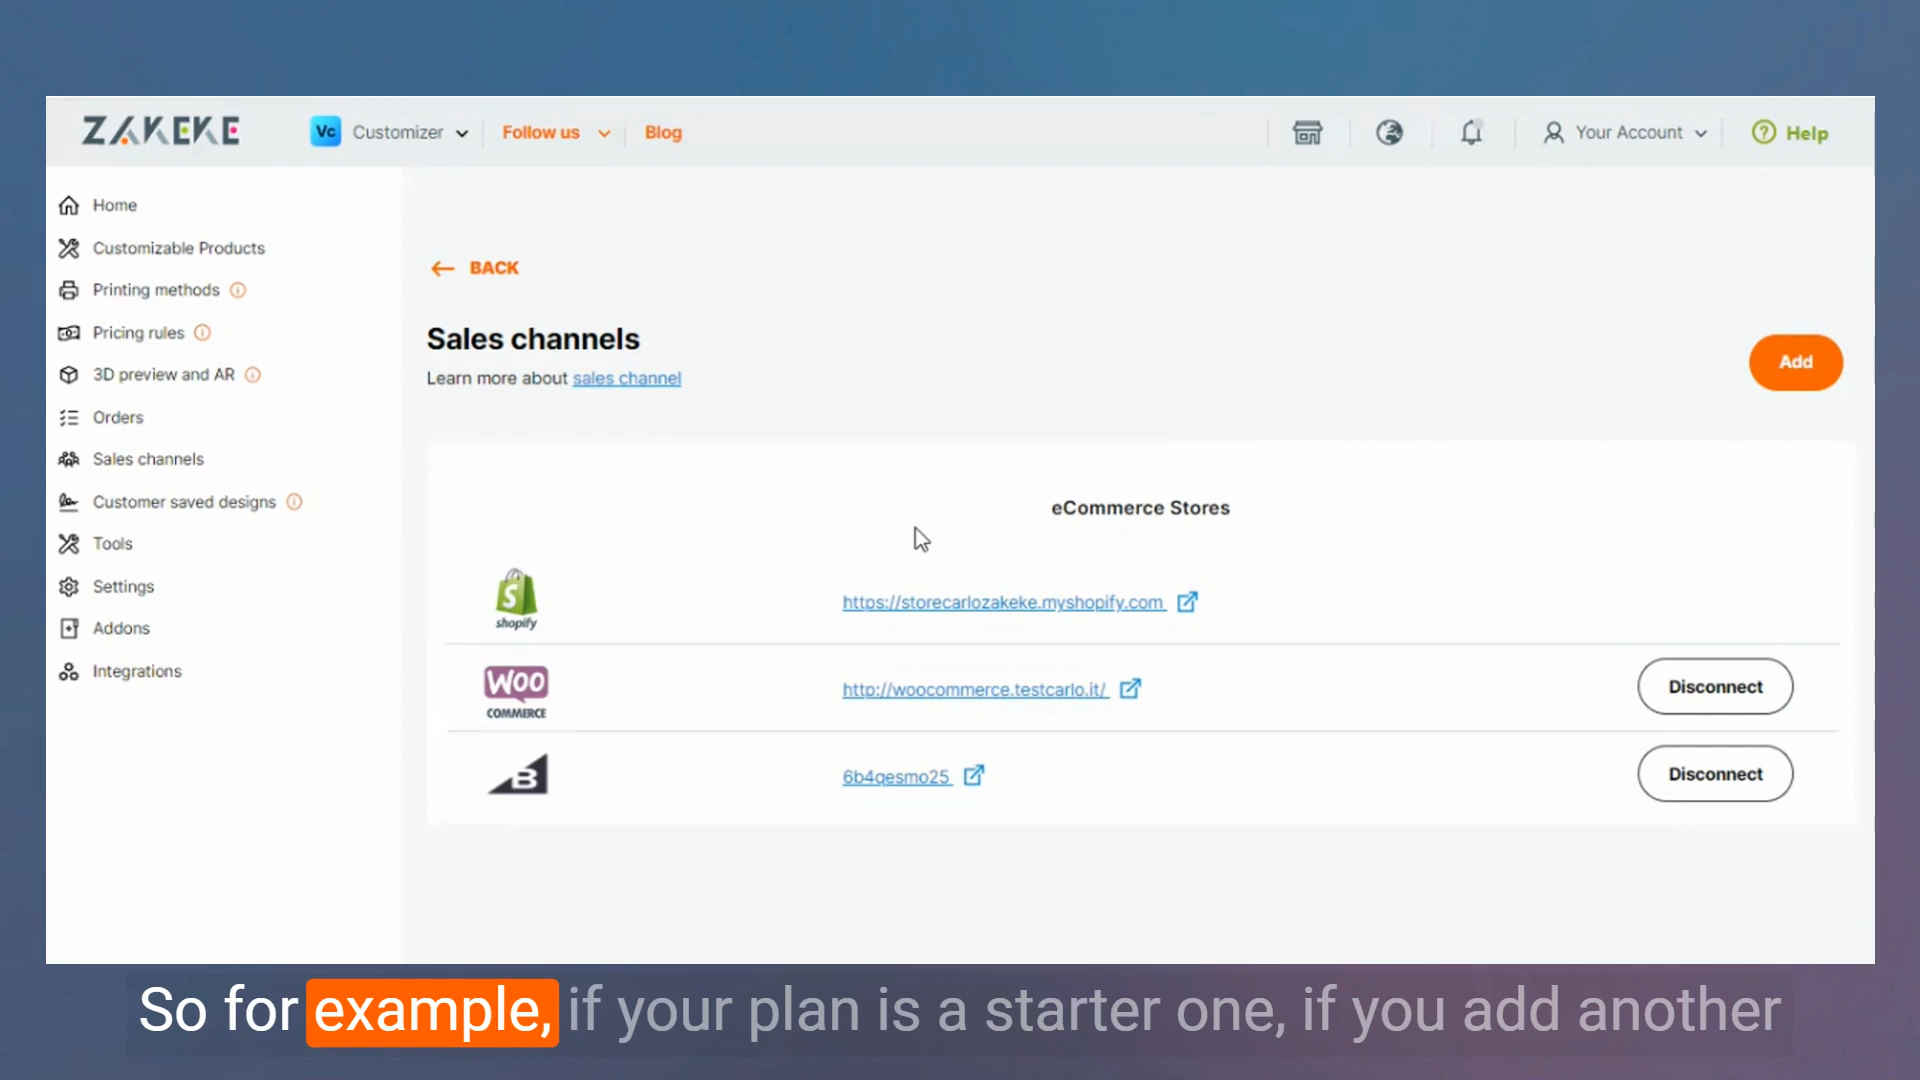 ZAKEKE
Vc Customizer
Follow us
Blog
Your Account
? Help
Home
Customizable Products
Printing methods
Pricing rules
3D preview and AR
Orders
Sales channels
Customer saved designs
Tools
Settings
Addons
Integrations
← BACK
Sales channels
Learn more about sales channel
Add
eCommerce Stores
shopify
https://storecarlozakeke.myshopify.com
WOO
COMMERCE
http://woocommerce.testcarlo.it/
Disconnect
B
6b4qesmo25
Disconnect
So for example, if your plan is a starter one, if you add another